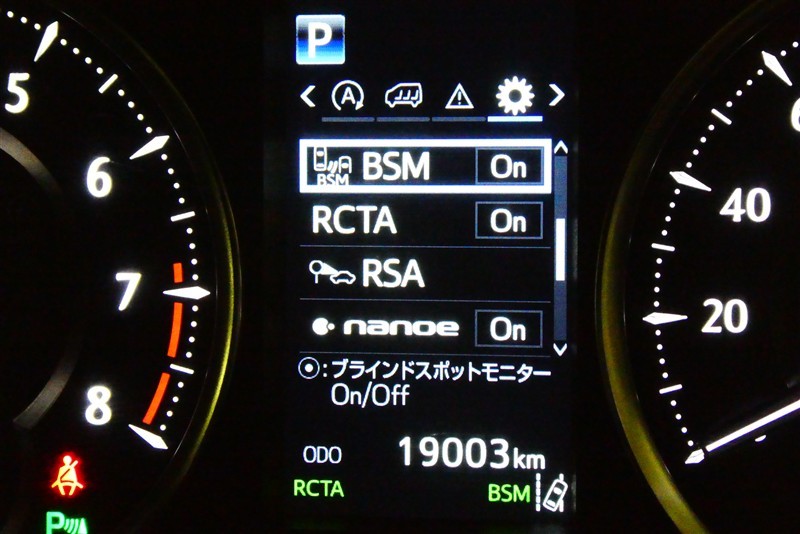 P
A
5
6
7
8
BSM
BSM On
RCTA On
RSA
nanoe On
:ブラインドスポットモニター
On/Off
ODO 19003km
RCTA BSM
P
40
20